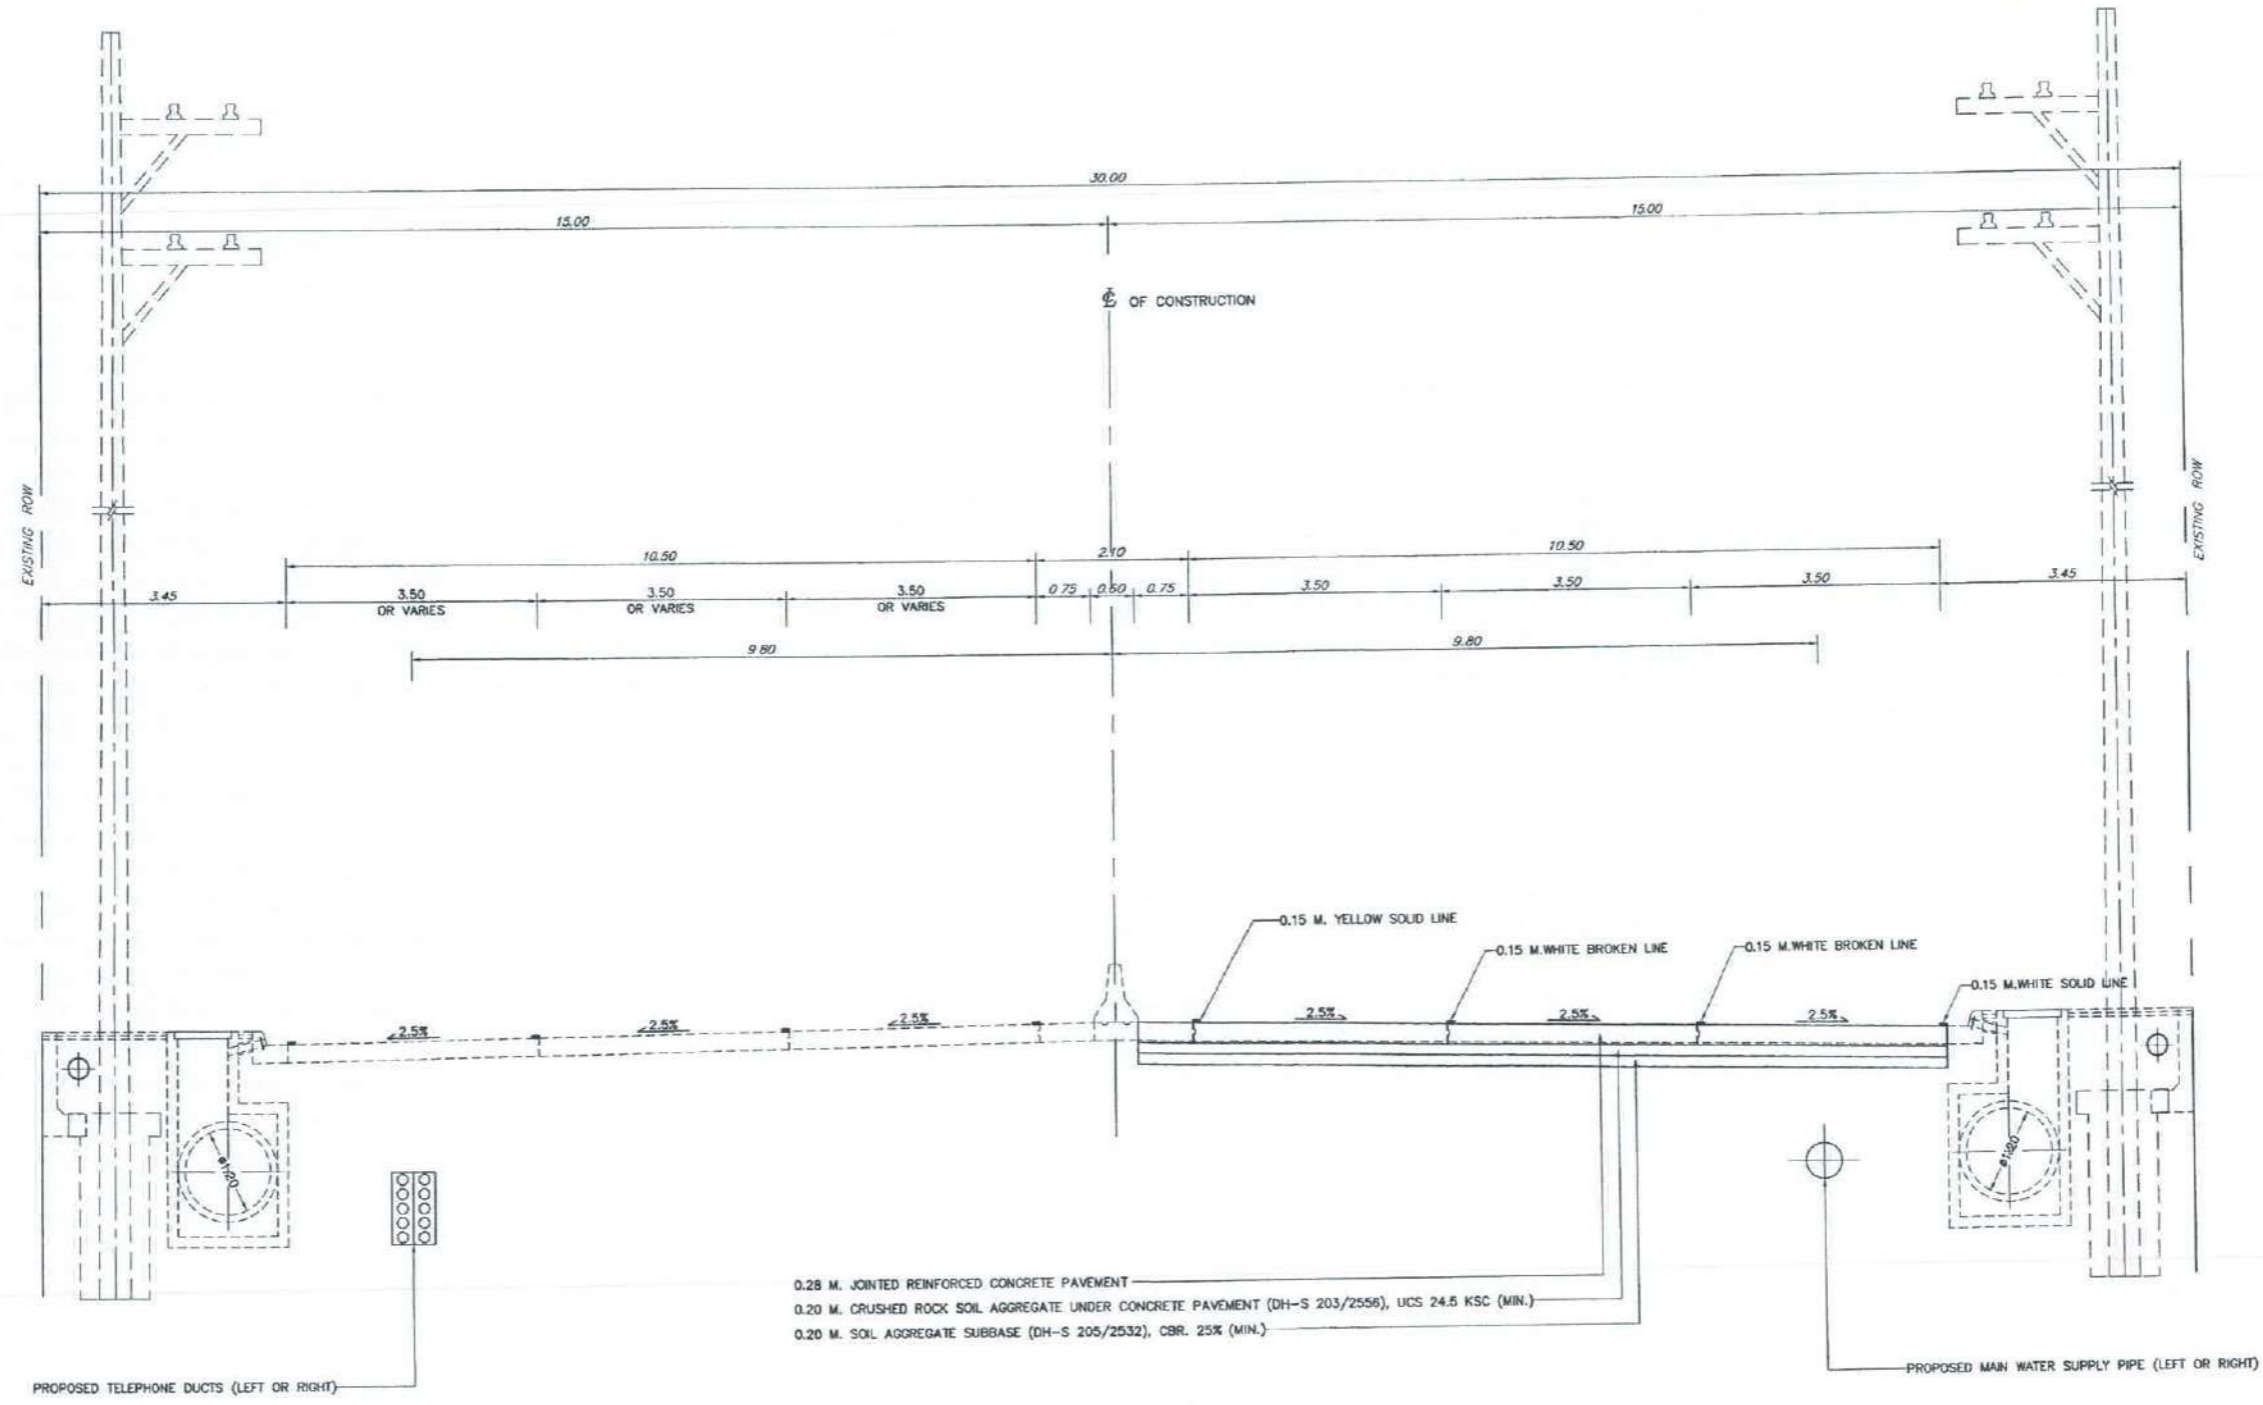 30.00
15.00
15.00
℄ OF CONSTRUCTION
EXISTING ROW
EXISTING ROW
10.50
2.10
10.50
3.45
3.50
OR VARIES
3.50
OR VARIES
3.50
OR VARIES
0.75
0.60
0.75
3.50
3.50
3.50
3.45
9.80
9.80
0.15 M. YELLOW SOLID LINE
0.15 M.WHITE BROKEN LINE
0.15 M.WHITE BROKEN LINE
0.15 M.WHITE SOLID LINE
2.5%
2.5%
2.5%
2.5%
2.5%
2.5%
ø1.20
ø1.20
0.28 M. JOINTED REINFORCED CONCRETE PAVEMENT
0.20 M. CRUSHED ROCK SOIL AGGREGATE UNDER CONCRETE PAVEMENT (DH-S 203/2556), UCS 24.5 KSC (MIN.)
0.20 M. SOIL AGGREGATE SUBBASE (DH-S 205/2532), CBR. 25% (MIN.)
PROPOSED TELEPHONE DUCTS (LEFT OR RIGHT)
PROPOSED MAIN WATER SUPPLY PIPE (LEFT OR RIGHT)